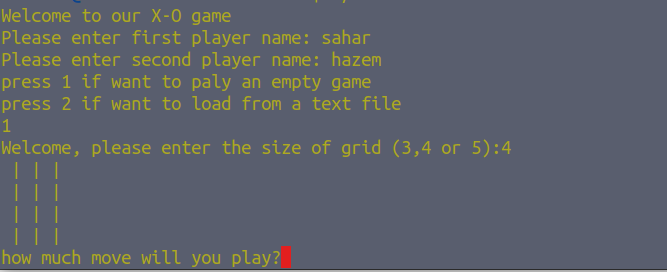 Welcome to our X-O game
Please enter first player name: sahar
Please enter second player name: hazem
press 1 if want to paly an empty game
press 2 if want to load from a text file
1
Welcome, please enter the size of grid (3,4 or 5):4
 | | |
 | | |
 | | |
 | | |
how much move will you play?